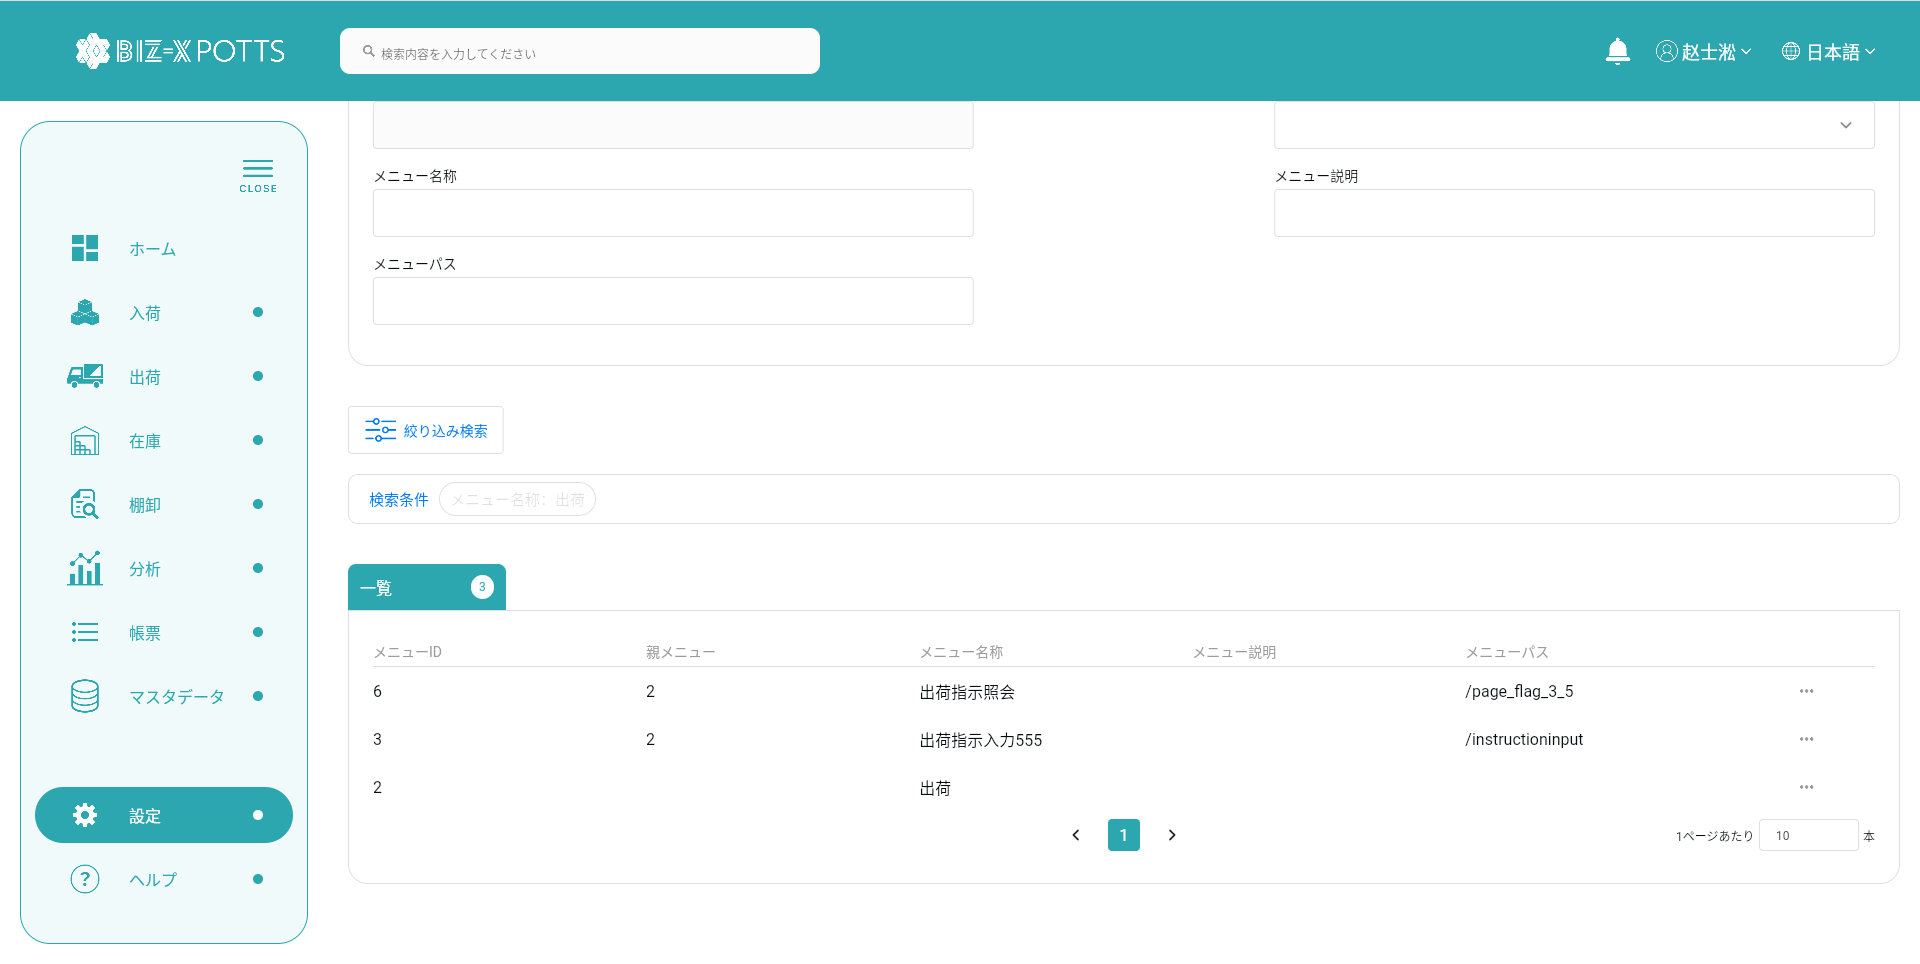 BIZ-X POTTS
検索内容を入力してください
赵士淞
日本語
CLOSE
ホーム
入荷
出荷
在庫
棚卸
分析
帳票
マスタデータ
設定
? ヘルプ
メニュー名称
メニュー説明
メニューパス
絞り込み検索
検索条件 メニュー名称：出荷
一覧 3
メニューID 親メニュー メニュー名称 メニュー説明 メニューパス
6 2 出荷指示照会 /page_flag_3_5 •••
3 2 出荷指示入力555 /instructioninput •••
2 出荷 •••
1
1ページあたり 10 本